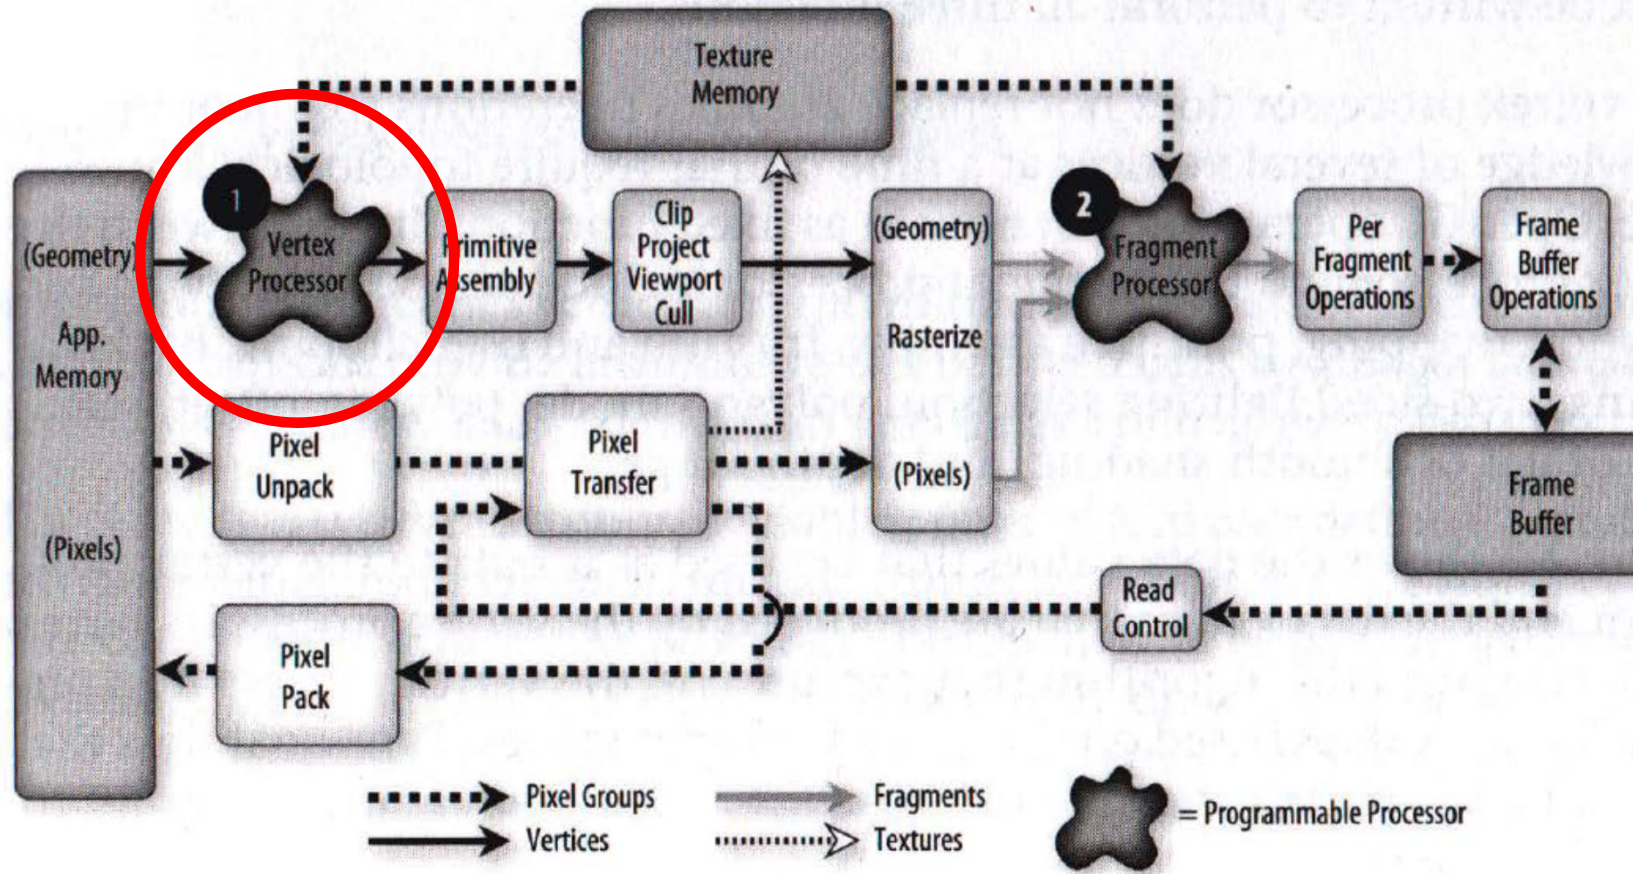 Texture
Memory
1
Vertex
Processor
(Geometry)
App.
Memory
(Pixels)
Primitive
Assembly
Clip
Project
Viewport
Cull
(Geometry)
Rasterize
(Pixels)
2
Fragment
Processor
Per
Fragment
Operations
Frame
Buffer
Operations
Pixel
Unpack
Pixel
Transfer
Frame
Buffer
Read
Control
Pixel
Pack
Pixel Groups
Vertices
Fragments
Textures
= Programmable Processor